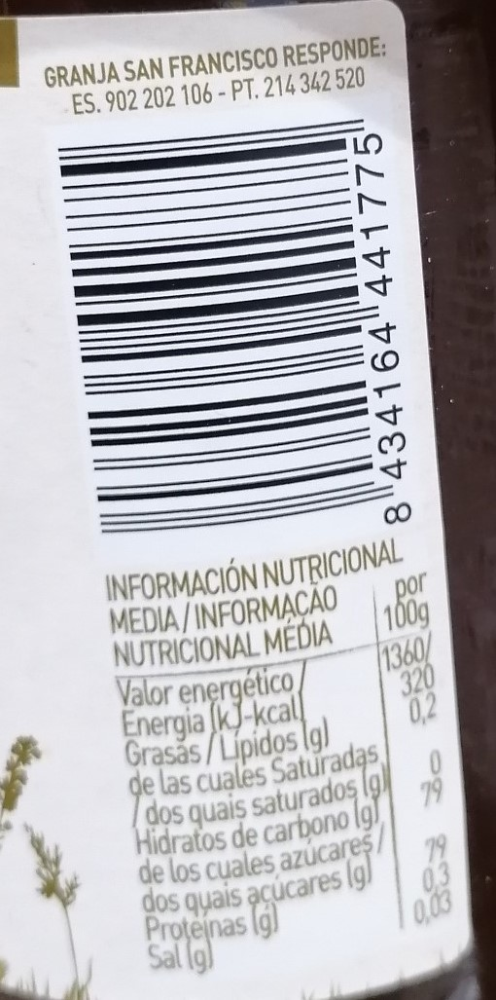 GRANJA SAN FRANCISCO RESPONDE:
ES. 902 202 106 - PT. 214 342 520
8 434164 441775
INFORMACIÓN NUTRICIONAL
MEDIA/INFORMAÇÃO
NUTRICIONAL MÉDIA
por
100g
Valor energético/
Energia (kJ-kcal)
1360/
320
Grasas/Lípidos (g)
0,2
de las cuales Saturadas
/dos quais saturados (g)
0
Hidratos de carbono (g)
79
de los cuales azúcares/
dos quais açúcares (g)
79
Proteínas (g)
0,3
Sal (g)
0,03